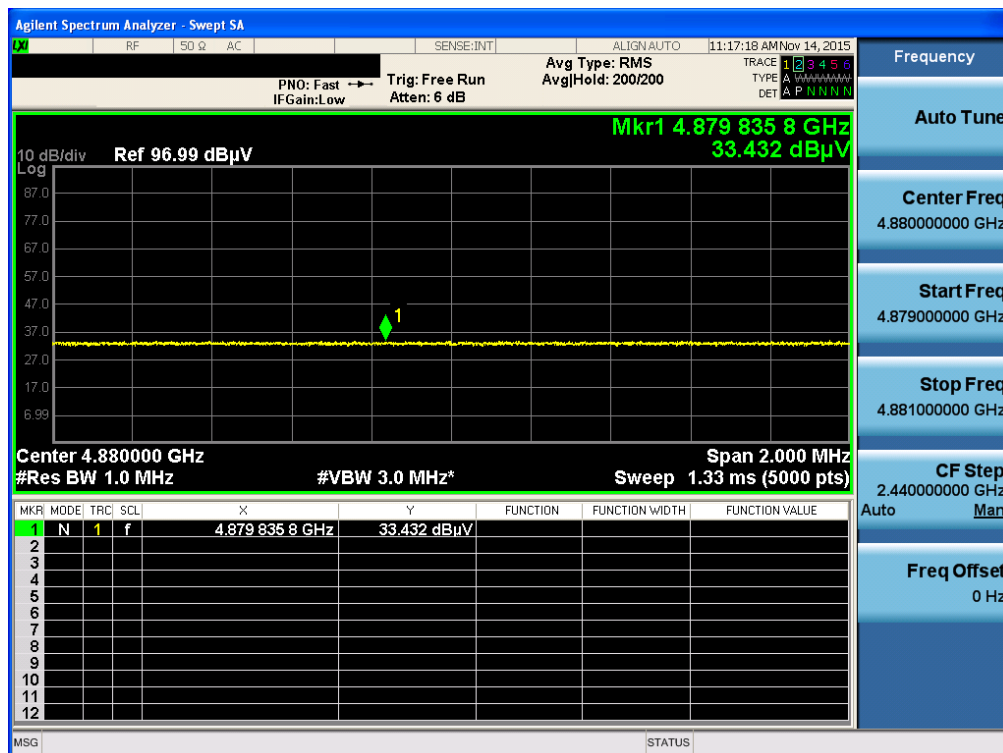 Agilent Spectrum Analyzer - Swept SA
LXI RF 50 Ω AC SENSE:INT ALIGN AUTO 11:17:18 AM Nov 14, 2015
Frequency
PNO: Fast
IFGain:Low
Trig: Free Run
Atten: 6 dB
Avg Type: RMS
Avg|Hold: 200/200
TRACE 1 2 3 4 5 6
TYPE A WWWWW
DET A P N N N N
Mkr1 4.879 835 8 GHz
33.432 dBµV
10 dB/div Ref 96.99 dBµV
Log
87.0
77.0
67.0
57.0
47.0
37.0
27.0
17.0
6.99
1
Center 4.880000 GHz Span 2.000 MHz
#Res BW 1.0 MHz #VBW 3.0 MHz* Sweep 1.33 ms (5000 pts)
MKR MODE TRC SCL X Y FUNCTION FUNCTION WIDTH FUNCTION VALUE
1 N 1 f 4.879 835 8 GHz 33.432 dBµV
2
3
4
5
6
7
8
9
10
11
12
Auto Tune
Center Freq
4.880000000 GHz
Start Freq
4.879000000 GHz
Stop Freq
4.881000000 GHz
CF Step
2.440000000 GHz
Auto Man
Freq Offset
0 Hz
MSG STATUS